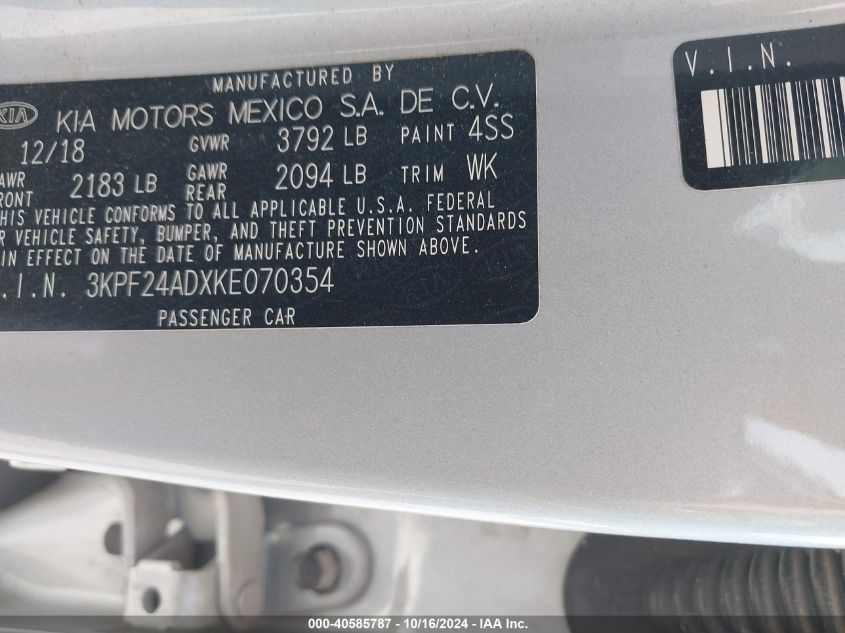 MANUFACTURED BY
KIA KIA MOTORS MEXICO S.A. DE C.V.
12/18 GVWR 3792 LB PAINT 4SS
AWR FRONT 2183 LB GAWR REAR 2094 LB TRIM WK
THIS VEHICLE CONFORMS TO ALL APPLICABLE U.S.A. FEDERAL
R VEHICLE SAFETY, BUMPER, AND THEFT PREVENTION STANDARDS
IN EFFECT ON THE DATE OF MANUFACTURE SHOWN ABOVE.
.I.N. 3KPF24ADXKE070354
PASSENGER CAR
V.I.N.
000-40585787 - 10/16/2024 - IAA Inc.